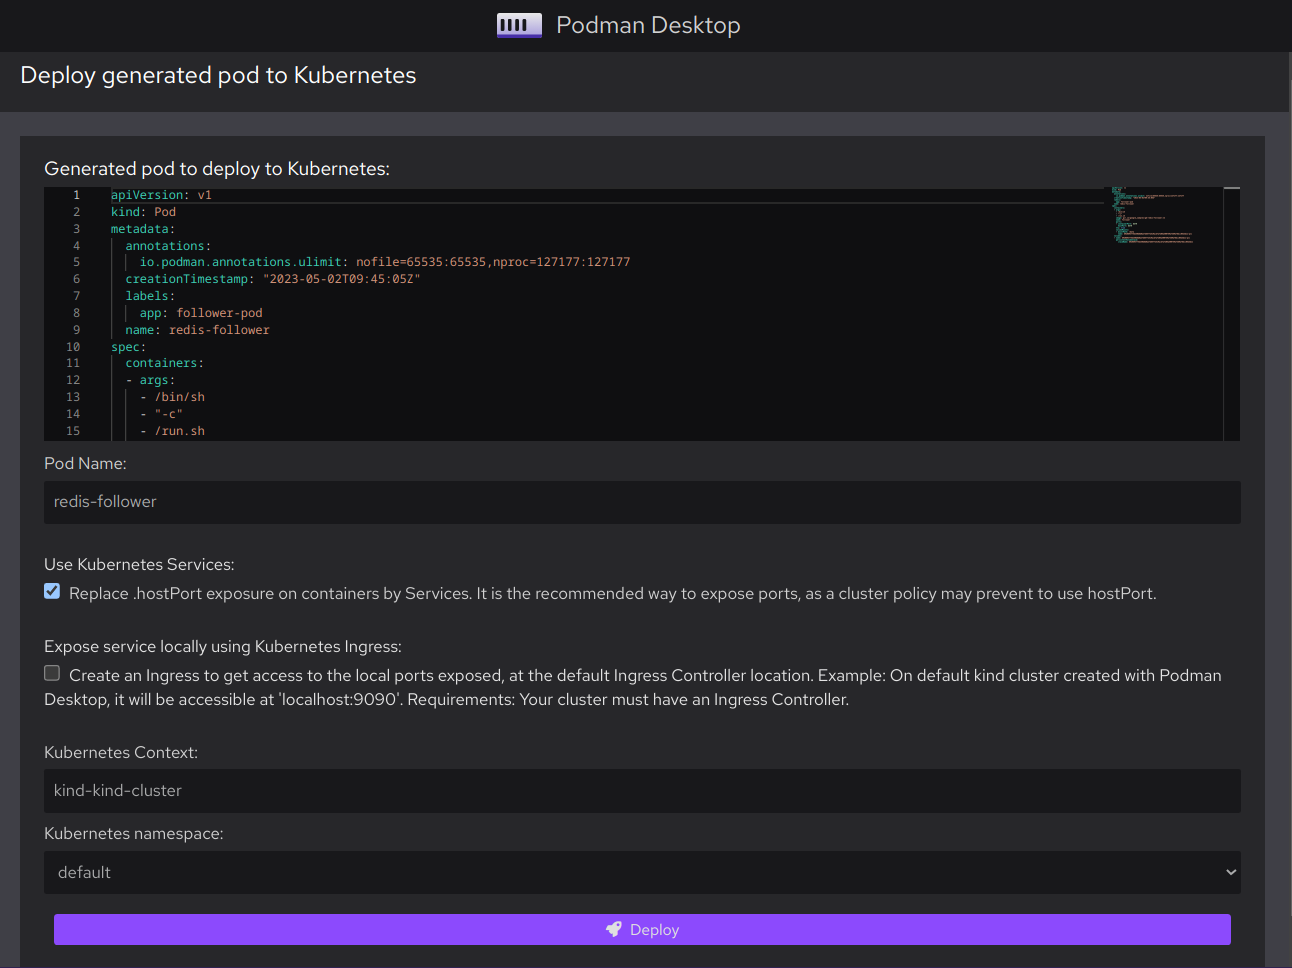 Podman Desktop
Deploy generated pod to Kubernetes
Generated pod to deploy to Kubernetes:
1 apiVersion: v1
2 kind: Pod
3 metadata:
4   annotations:
5     io.podman.annotations.ulimit: nofile=65535:65535,nproc=127177:127177
6   creationTimestamp: "2023-05-02T09:45:05Z"
7   labels:
8     app: follower-pod
9   name: redis-follower
10 spec:
11   containers:
12   - args:
13     - /bin/sh
14     - "-c"
15     - /run.sh
Pod Name:
redis-follower
Use Kubernetes Services:
Replace .hostPort exposure on containers by Services. It is the recommended way to expose ports, as a cluster policy may prevent to use hostPort.
Expose service locally using Kubernetes Ingress:
Create an Ingress to get access to the local ports exposed, at the default Ingress Controller location. Example: On default kind cluster created with Podman
Desktop, it will be accessible at 'localhost:9090'. Requirements: Your cluster must have an Ingress Controller.
Kubernetes Context:
kind-kind-cluster
Kubernetes namespace:
default
Deploy